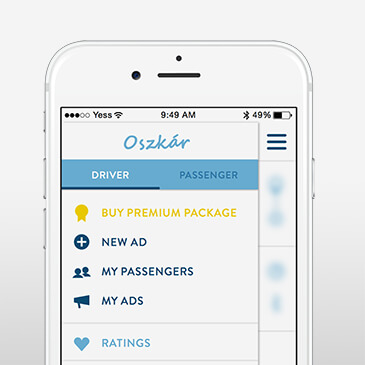 Yess 9:49 AM 49%
Oszkár
DRIVER PASSENGER
BUY PREMIUM PACKAGE
NEW AD
MY PASSENGERS
MY ADS
RATINGS